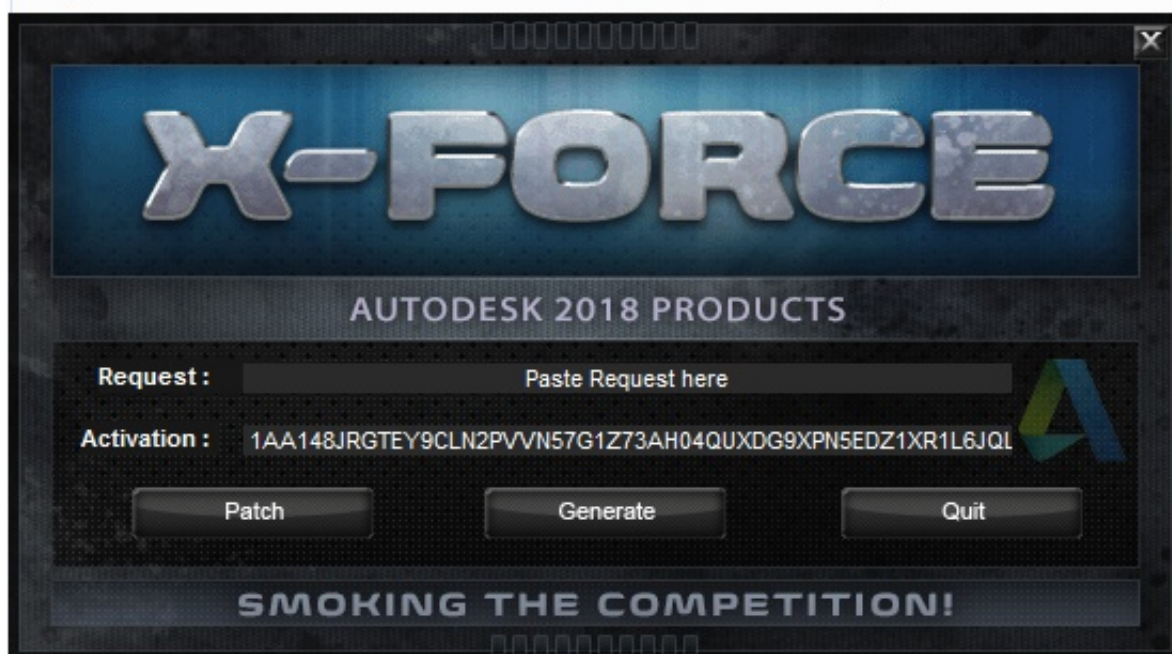 X-FORCE
AUTODESK 2018 PRODUCTS
Request :
Paste Request here
Activation :
1AA148JRGTEY9CLN2PVVN57G1Z73AH04QUXDG9XPN5EDZ1XR1L6JQL
Patch
Generate
Quit
SMOKING THE COMPETITION!